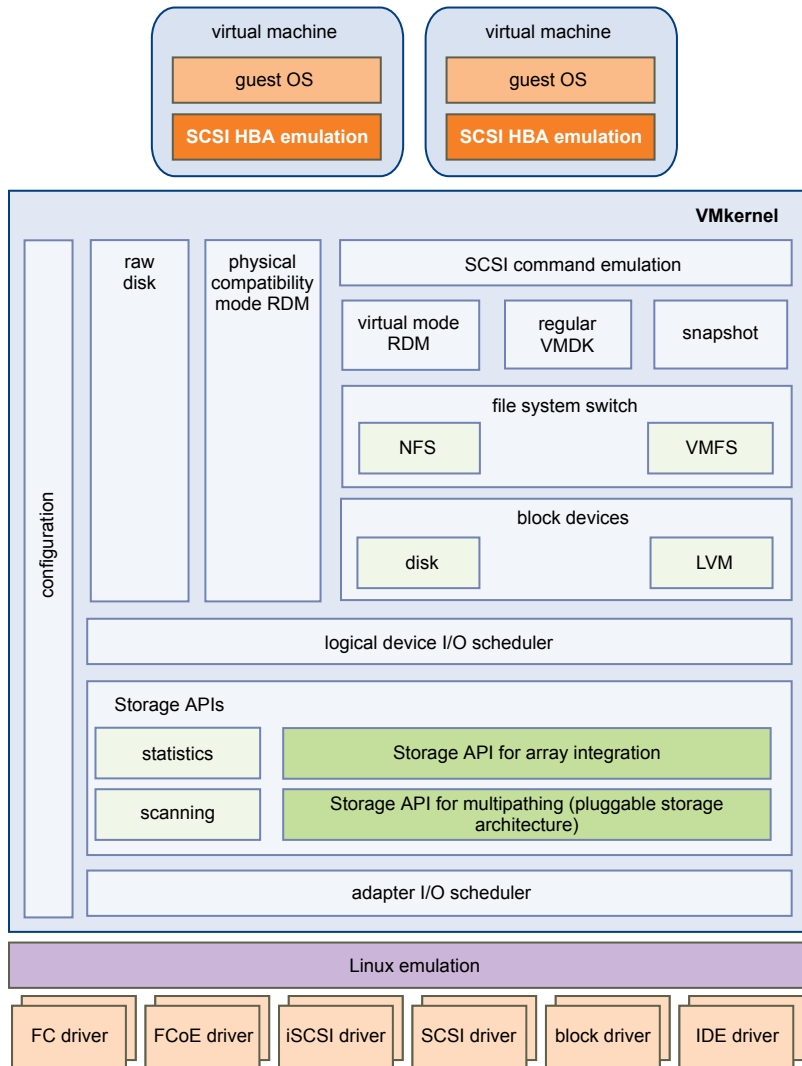 virtual machine
guest OS
SCSI HBA emulation
virtual machine
guest OS
SCSI HBA emulation
VMkernel
configuration
raw
disk
physical
compatibility
mode RDM
SCSI command emulation
virtual mode
RDM
regular
VMDK
snapshot
file system switch
NFS
VMFS
block devices
disk
LVM
logical device I/O scheduler
Storage APIs
statistics
Storage API for array integration
scanning
Storage API for multipathing (pluggable storage
architecture)
adapter I/O scheduler
Linux emulation
FC driver
FCoE driver
iSCSI driver
SCSI driver
block driver
IDE driver